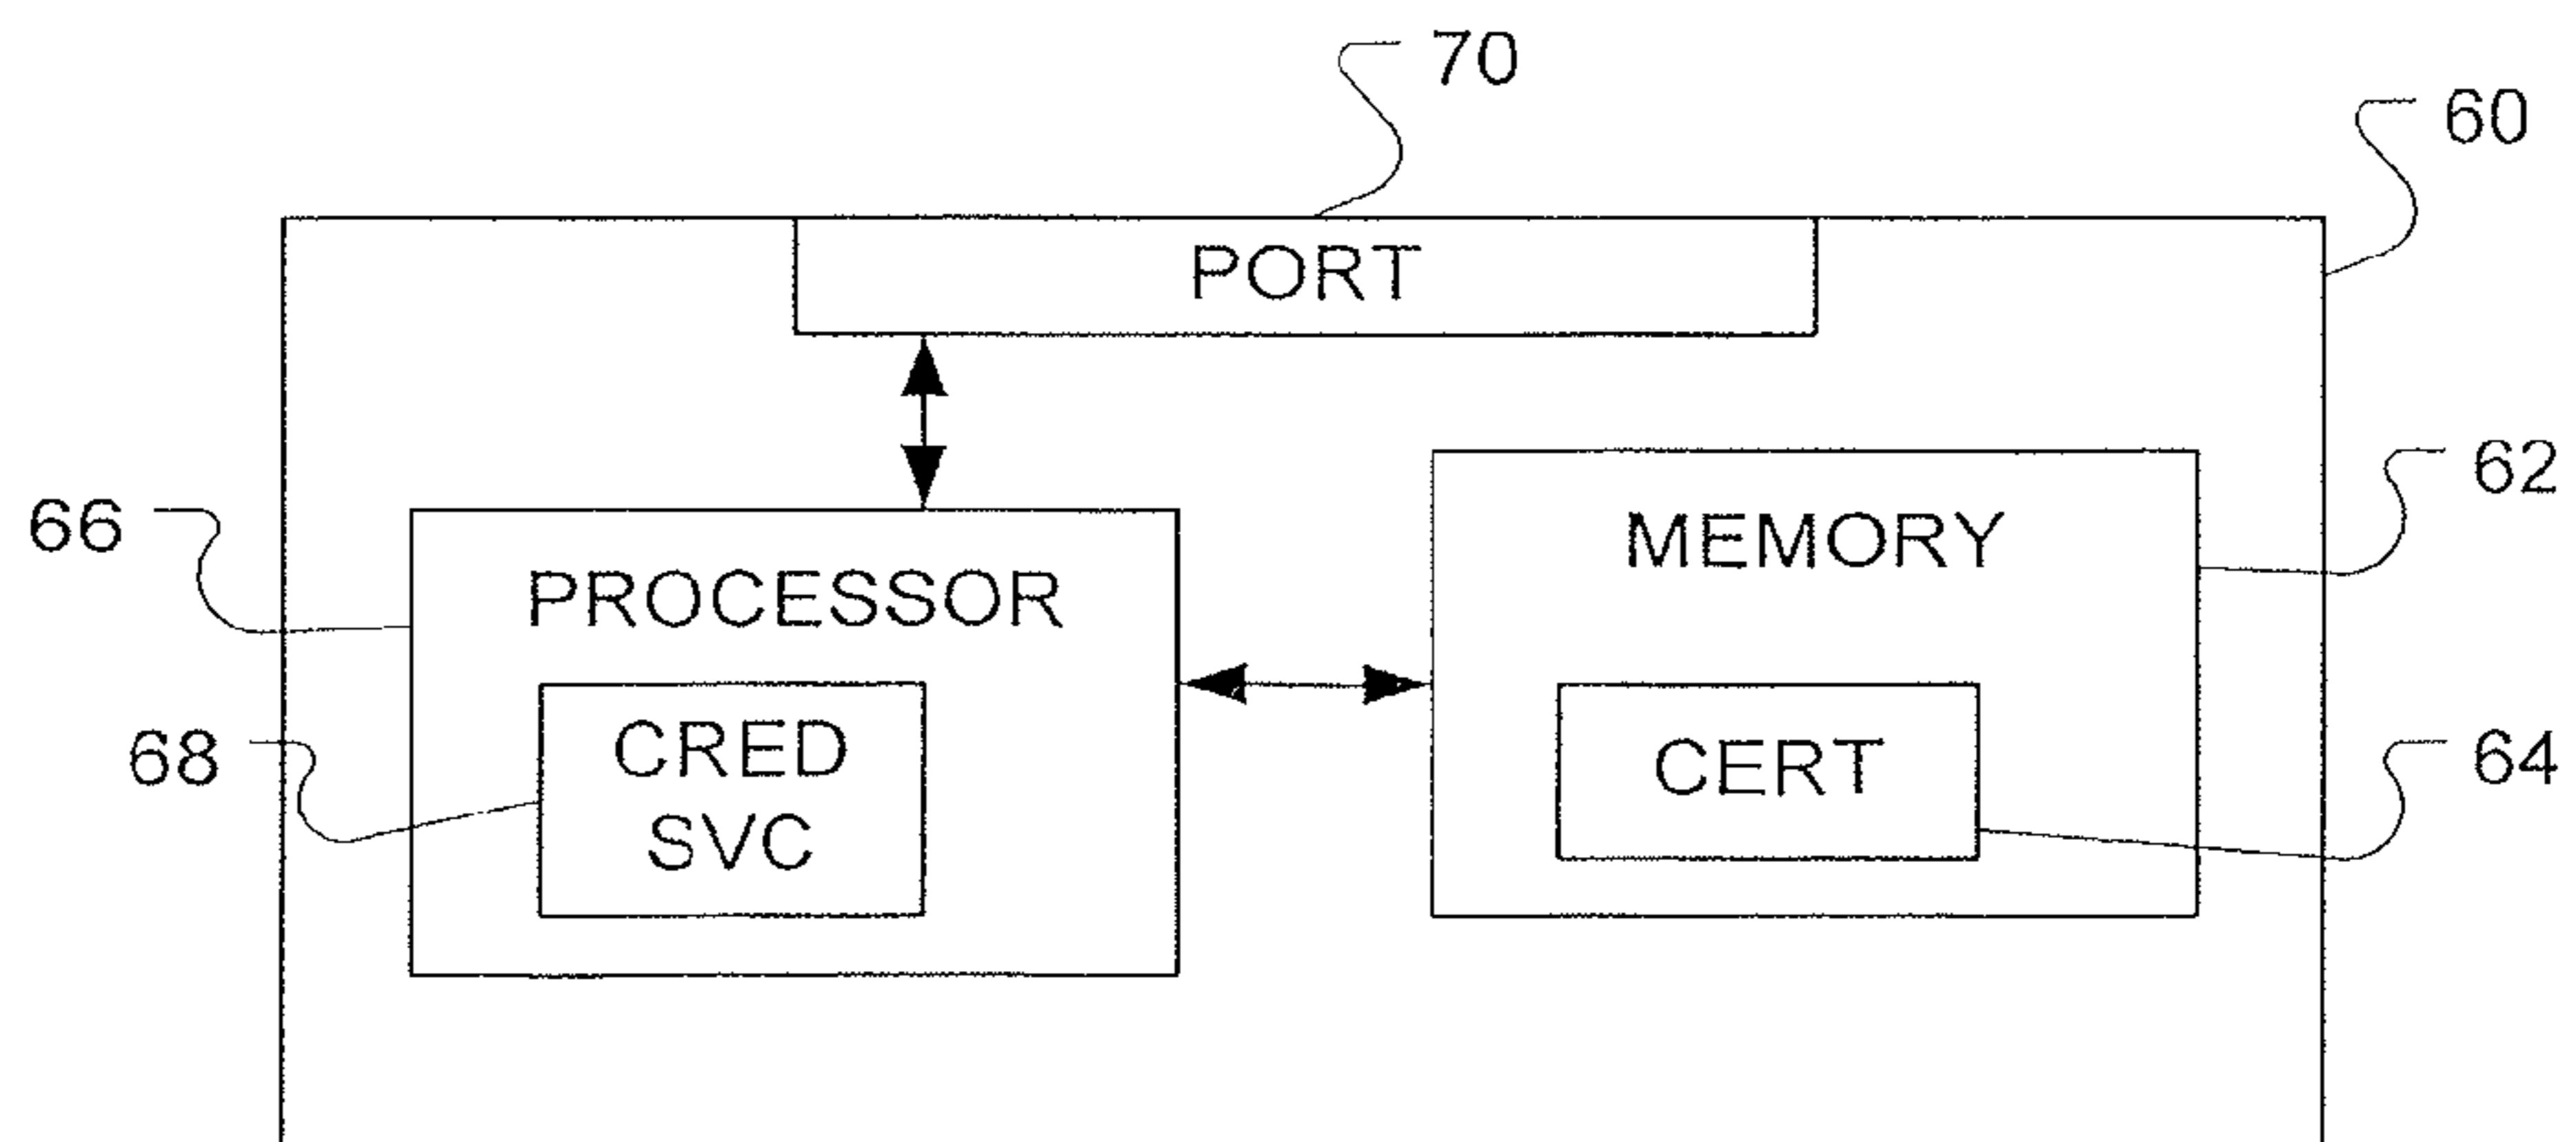 70
60
PORT
62
66
MEMORY
PROCESSOR
68
CRED
SVC
CERT
64